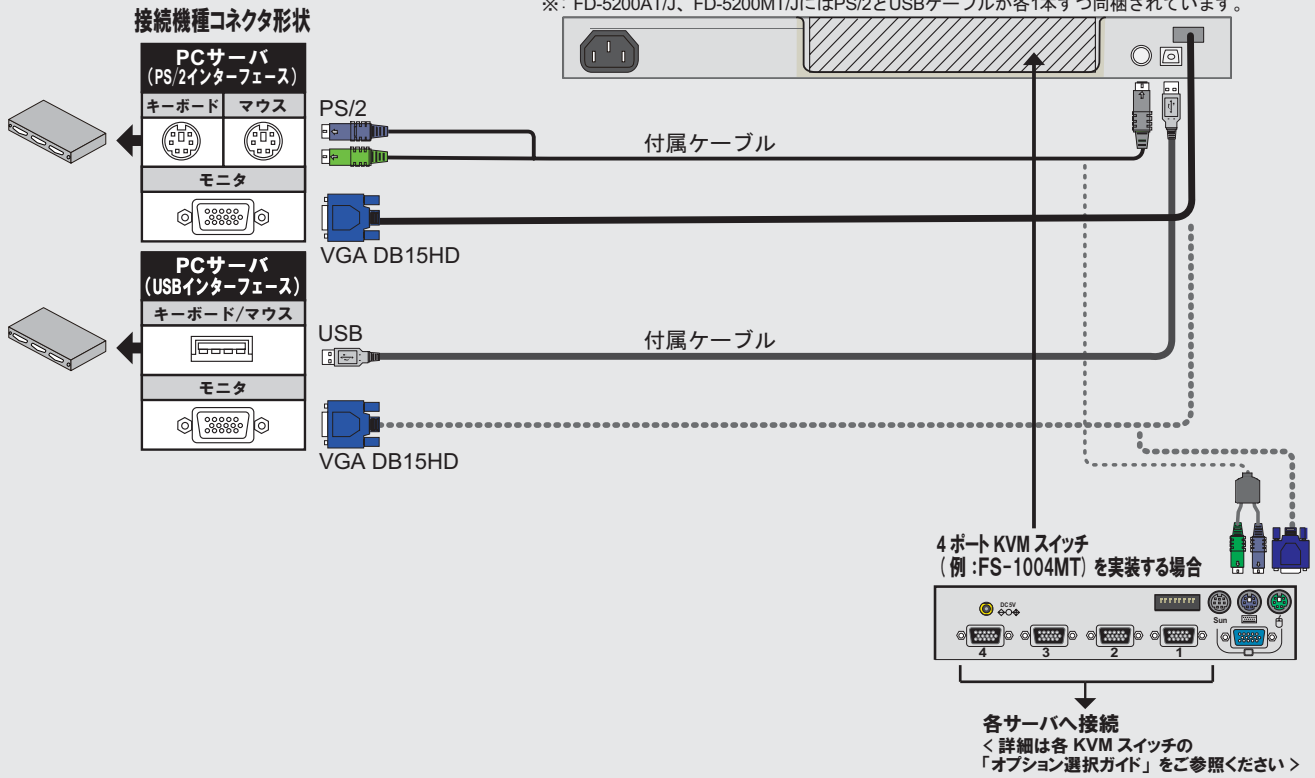 ※: FD-5200AT/J、FD-5200MT/JにはPS/2とUSBケーブルが各1本ずつ同梱されています。
接続機種コネクタ形状
PCサーバ
（PS/2インターフェース）
キーボード マウス
モニタ
PS/2
付属ケーブル
VGA DB15HD
PCサーバ
（USBインターフェース）
キーボード/マウス
モニタ
USB
付属ケーブル
VGA DB15HD
4 ポート KVM スイッチ
（ 例 :FS-1004MT）を実装する場合
DC5V
Sun
4 3 2 1
各サーバへ接続
< 詳細は各 KVM スイッチの
「オプション選択ガイド」をご参照ください >